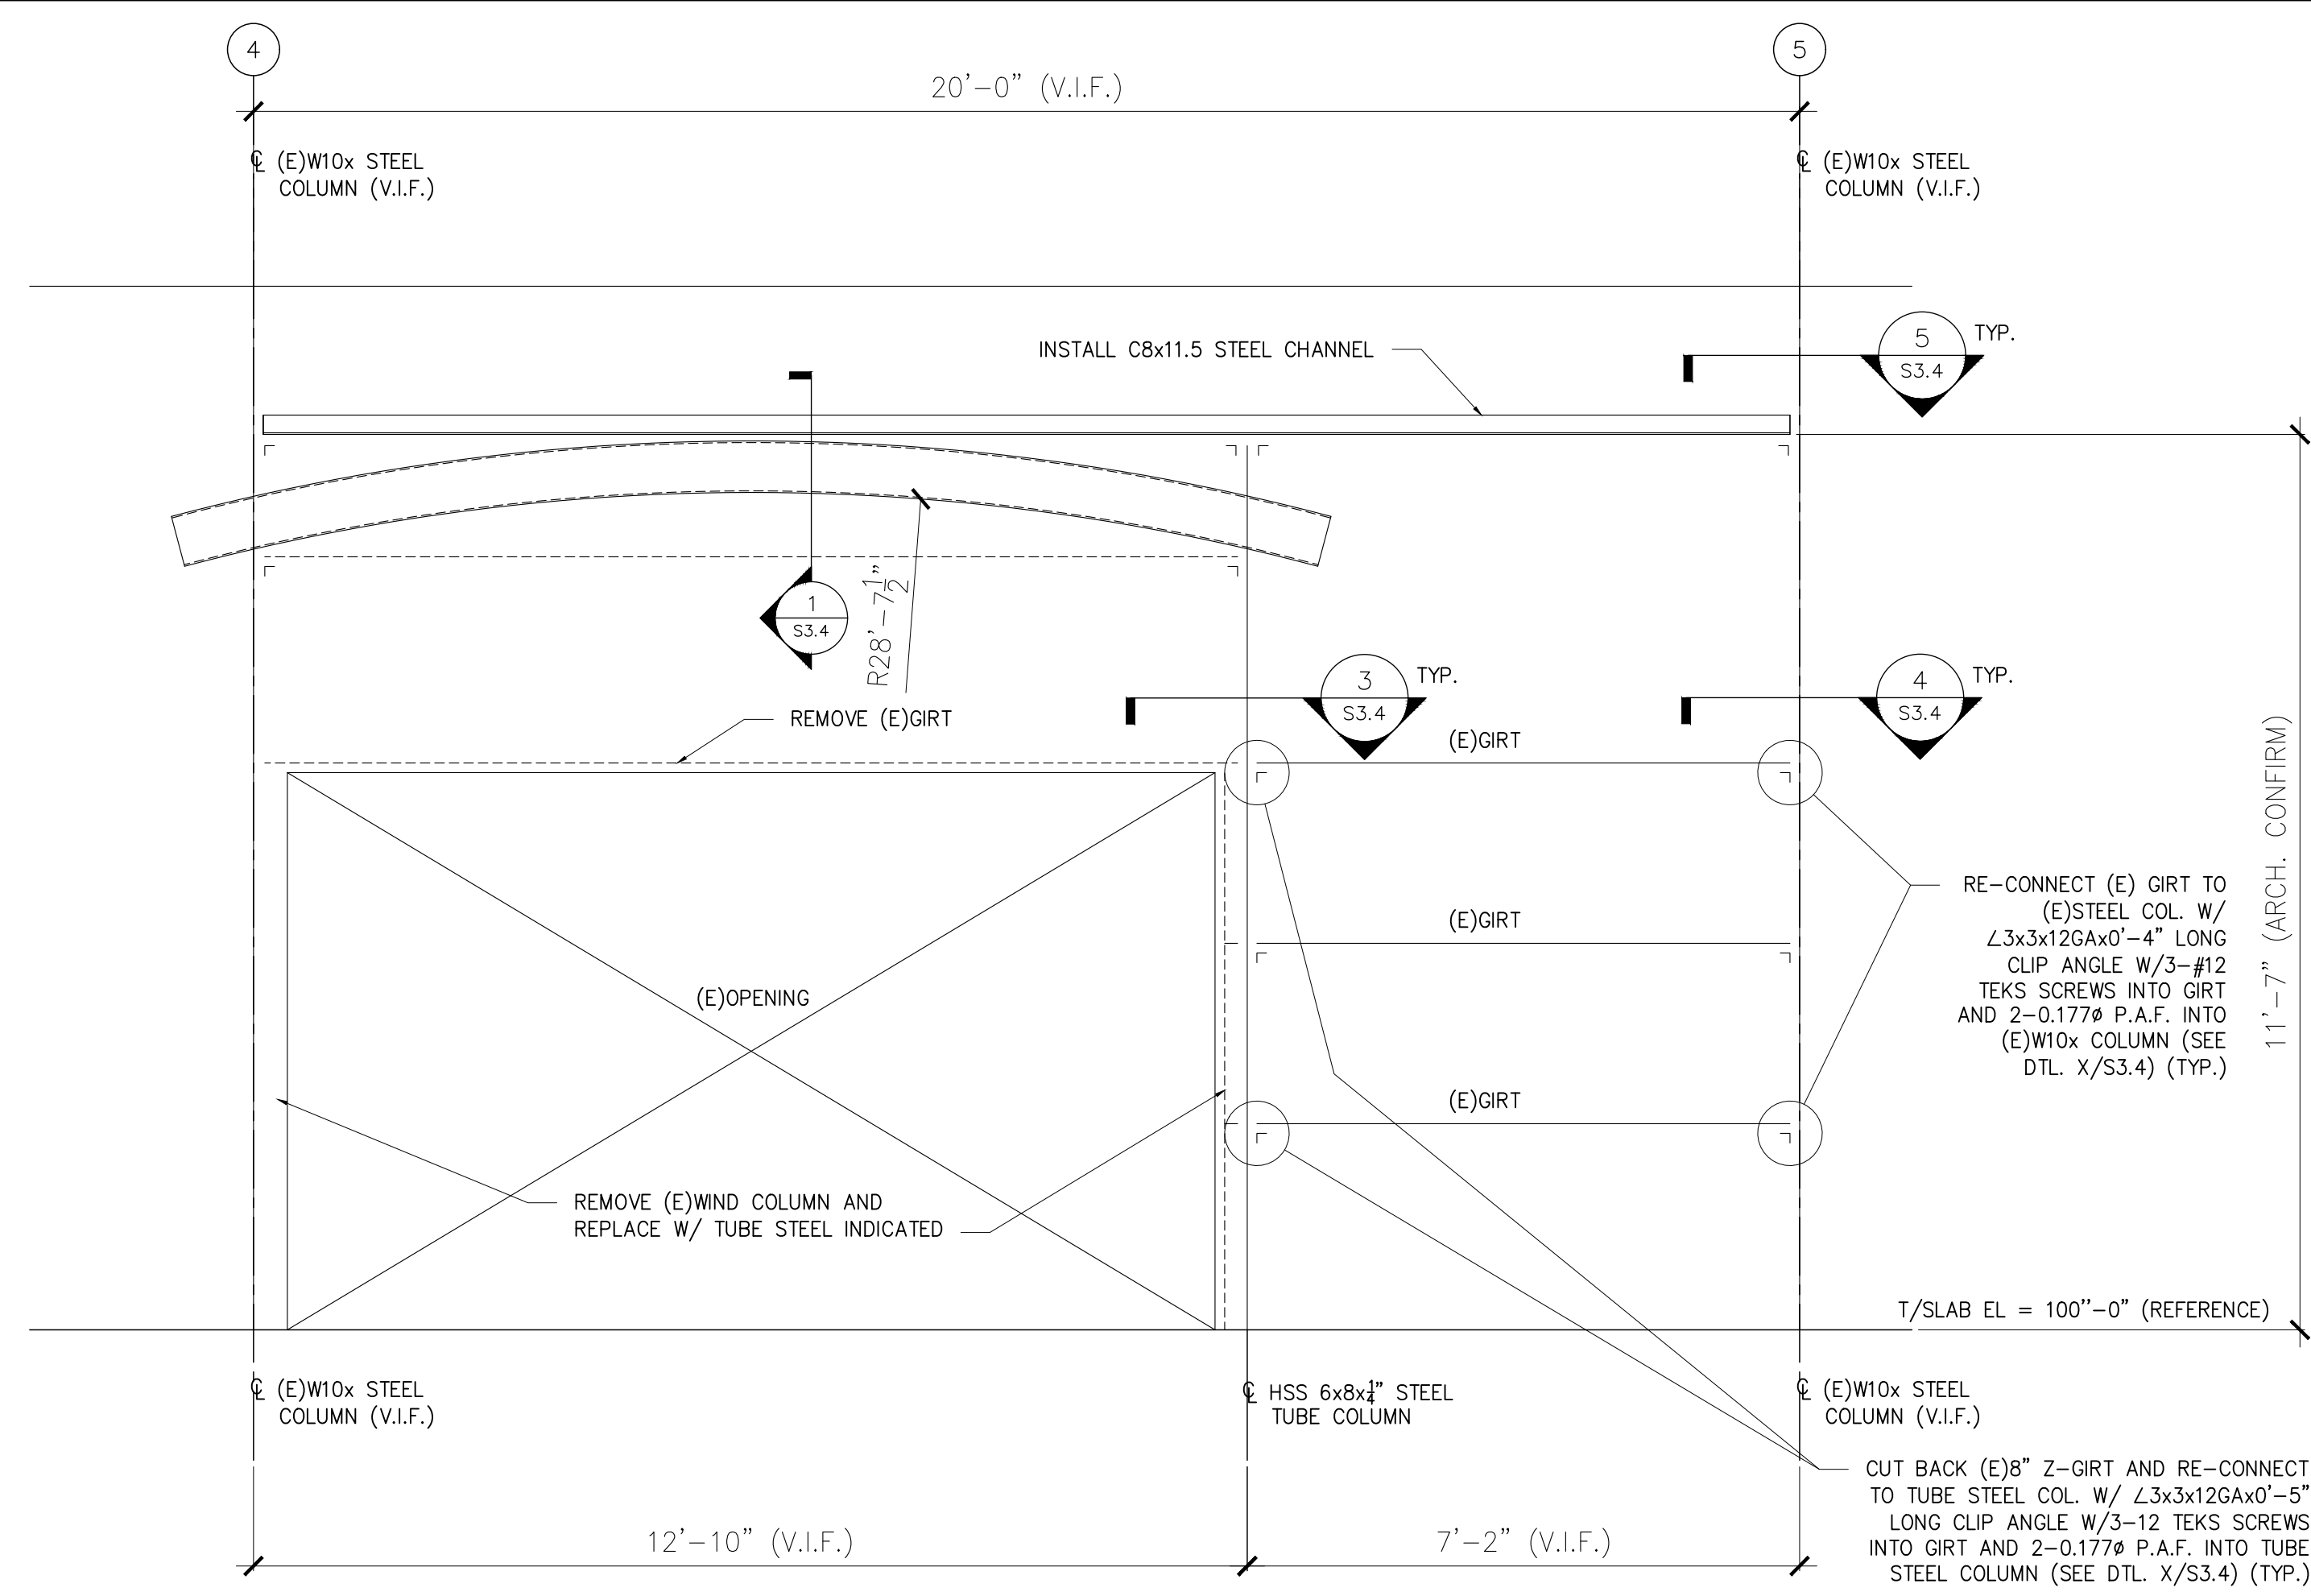 4
5
20'-0" (V.I.F.)
℄ (E)W10x STEEL
COLUMN (V.I.F.)
℄ (E)W10x STEEL
COLUMN (V.I.F.)
INSTALL C8x11.5 STEEL CHANNEL
5
S3.4
TYP.
1
S3.4
R28'-7 1/2"
3
S3.4
TYP.
4
S3.4
TYP.
REMOVE (E)GIRT
(E)GIRT
(E)GIRT
(E)GIRT
(E)OPENING
RE-CONNECT (E) GIRT TO
(E)STEEL COL. W/
∠3x3x12GAx0'-4" LONG
CLIP ANGLE W/3-#12
TEKS SCREWS INTO GIRT
AND 2-0.177ø P.A.F. INTO
(E)W10x COLUMN (SEE
DTL. X/S3.4) (TYP.)
11'-7" (ARCH. CONFIRM)
REMOVE (E)WIND COLUMN AND
REPLACE W/ TUBE STEEL INDICATED
T/SLAB EL = 100''-0" (REFERENCE)
℄ (E)W10x STEEL
COLUMN (V.I.F.)
℄ HSS 6x8x1/4" STEEL
TUBE COLUMN
℄ (E)W10x STEEL
COLUMN (V.I.F.)
CUT BACK (E)8" Z-GIRT AND RE-CONNECT
TO TUBE STEEL COL. W/ ∠3x3x12GAx0'-5"
LONG CLIP ANGLE W/3-12 TEKS SCREWS
INTO GIRT AND 2-0.177ø P.A.F. INTO TUBE
STEEL COLUMN (SEE DTL. X/S3.4) (TYP.)
12'-10" (V.I.F.)
7'-2" (V.I.F.)